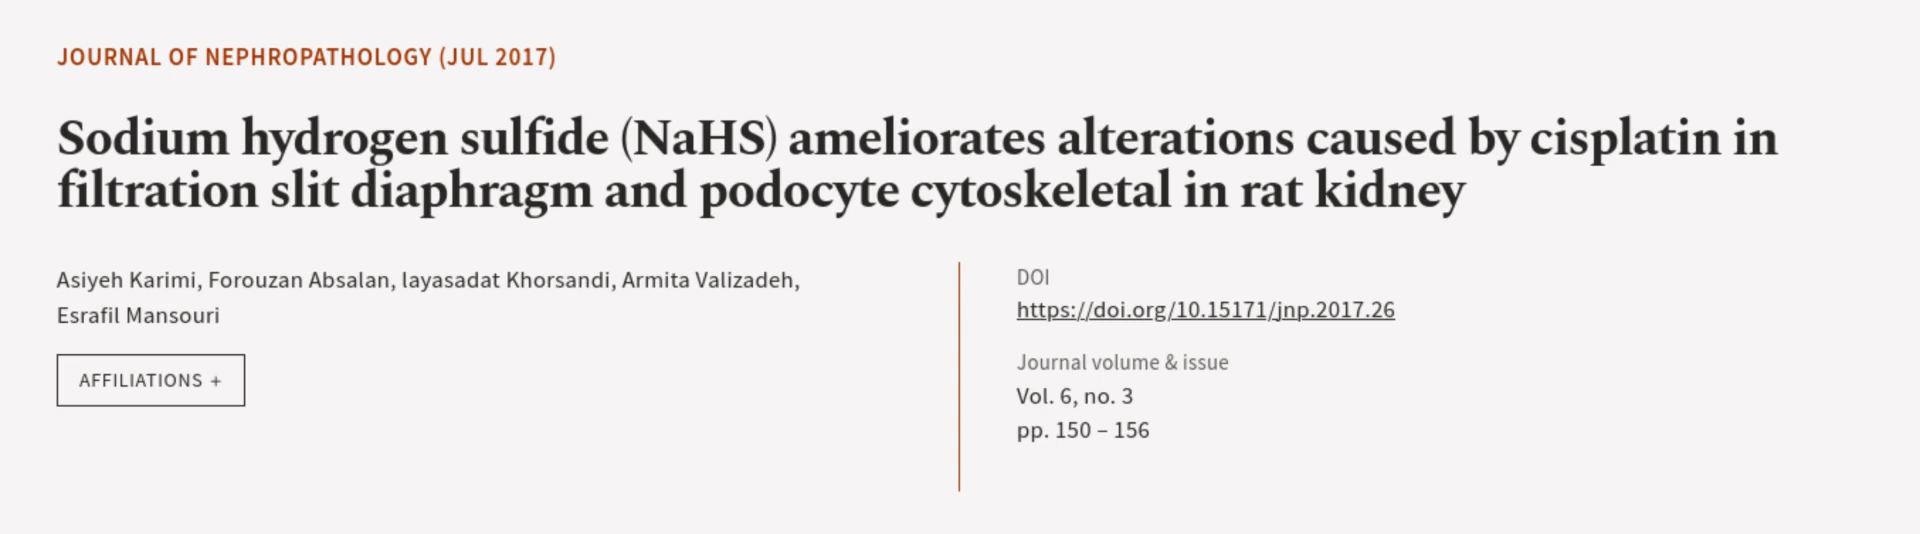 JOURNAL OF NEPHROPATHOLOGY (JUL 2017)
Sodium hydrogen sulfide (NaHS) ameliorates alterations caused by cisplatin in
filtration slit diaphragm and podocyte cytoskeletal in rat kidney
Asiyeh Karimi, Forouzan Absalan, layasadat Khorsandi, Armita Valizadeh,
Esrafil Mansouri
AFFILIATIONS +
DOI
https://doi.org/10.15171/jnp.2017.26
Journal volume & issue
Vol. 6, no. 3
pp. 150 – 156